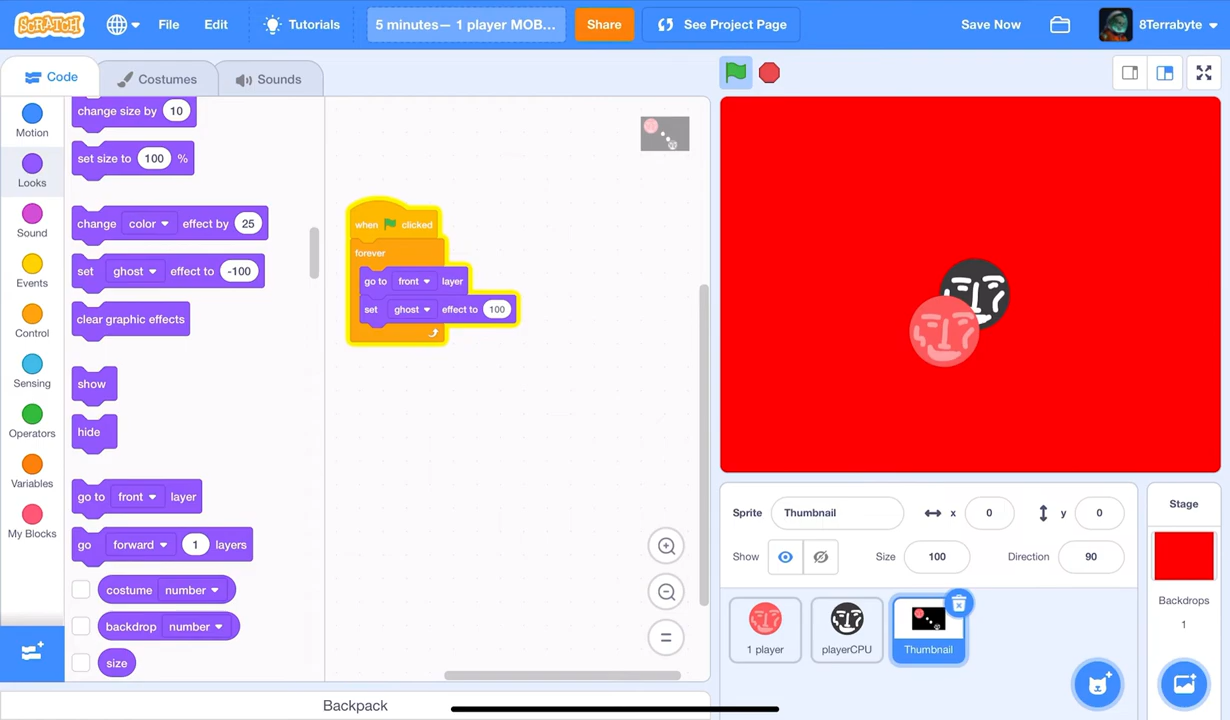 SCRATCH File Edit Tutorials 5 minutes— 1 player MOB... Share See Project Page Save Now 8Terrabyte
Code Costumes Sounds
Motion
Looks
Sound
Events
Control
Sensing
Operators
Variables
My Blocks
change size by 10
set size to 100 %
change color effect by 25
set ghost effect to -100
clear graphic effects
show
hide
go to front layer
go forward 1 layers
costume number
backdrop number
size
when clicked
forever
go to front layer
set ghost effect to 100
Sprite Thumbnail x 0 y 0
Show Size 100 Direction 90
1 player playerCPU Thumbnail
Stage
Backdrops
1
Backpack